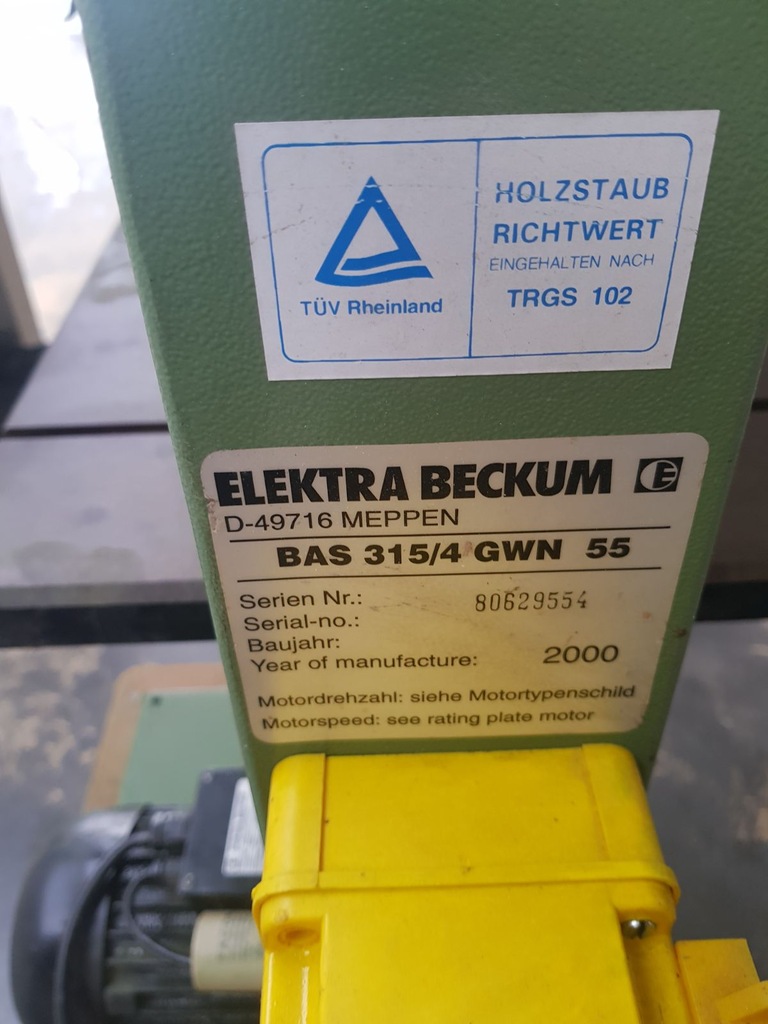 TÜV Rheinland
HOLZSTAUB
RICHTWERT
EINGEHALTEN NACH
TRGS 102
ELEKTRA BECKUM E
D-49716 MEPPEN
BAS 315/4 GWN 55
Serien Nr.: 80629554
Serial-no.:
Baujahr:
Year of manufacture: 2000
Motordrehzahl: siehe Motortypenschild
Motorspeed: see rating plate motor